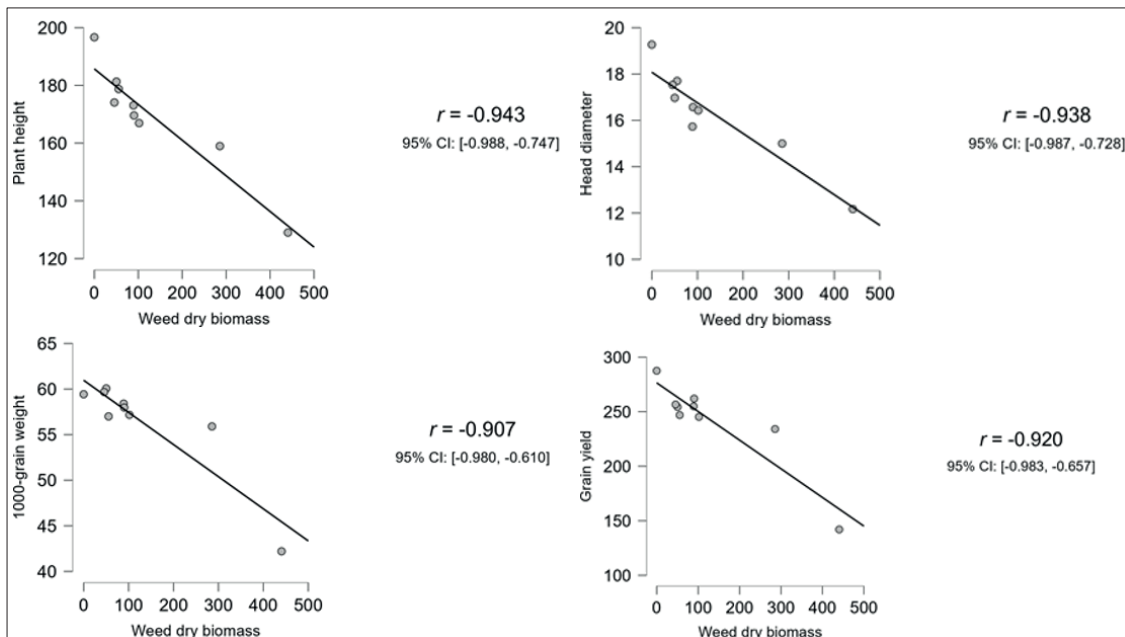 200
180
160
140
120
Plant height
0 100 200 300 400 500
Weed dry biomass
r = -0.943
95% CI: [-0.988, -0.747]
20
18
16
14
12
10
Head diameter
0 100 200 300 400 500
Weed dry biomass
r = -0.938
95% CI: [-0.987, -0.728]
65
60
55
50
45
40
1000-grain weight
0 100 200 300 400 500
Weed dry biomass
r = -0.907
95% CI: [-0.980, -0.610]
300
250
200
150
100
Grain yield
0 100 200 300 400 500
Weed dry biomass
r = -0.920
95% CI: [-0.983, -0.657]